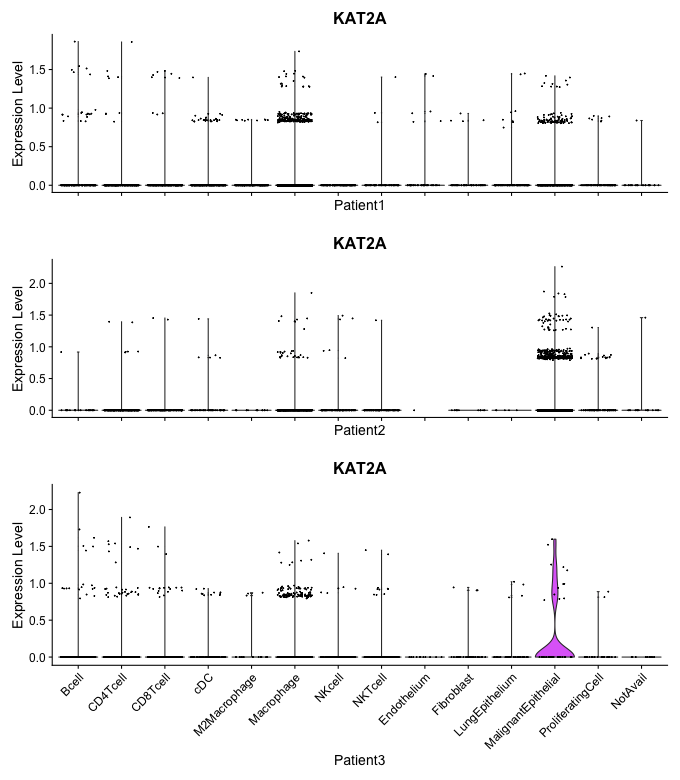 KAT2A
Expression Level
1.5
1.0
0.5
0.0
Patient1
KAT2A
Expression Level
2.0
1.5
1.0
0.5
0.0
Patient2
KAT2A
Expression Level
2.0
1.5
1.0
0.5
0.0
Bcell
CD4Tcell
CD8Tcell
cDC
M2Macrophage
Macrophage
NKcell
NKTcell
Endothelium
Fibroblast
LungEpithelium
MalignantEpithelial
ProliferatingCell
NotAvail
Patient3